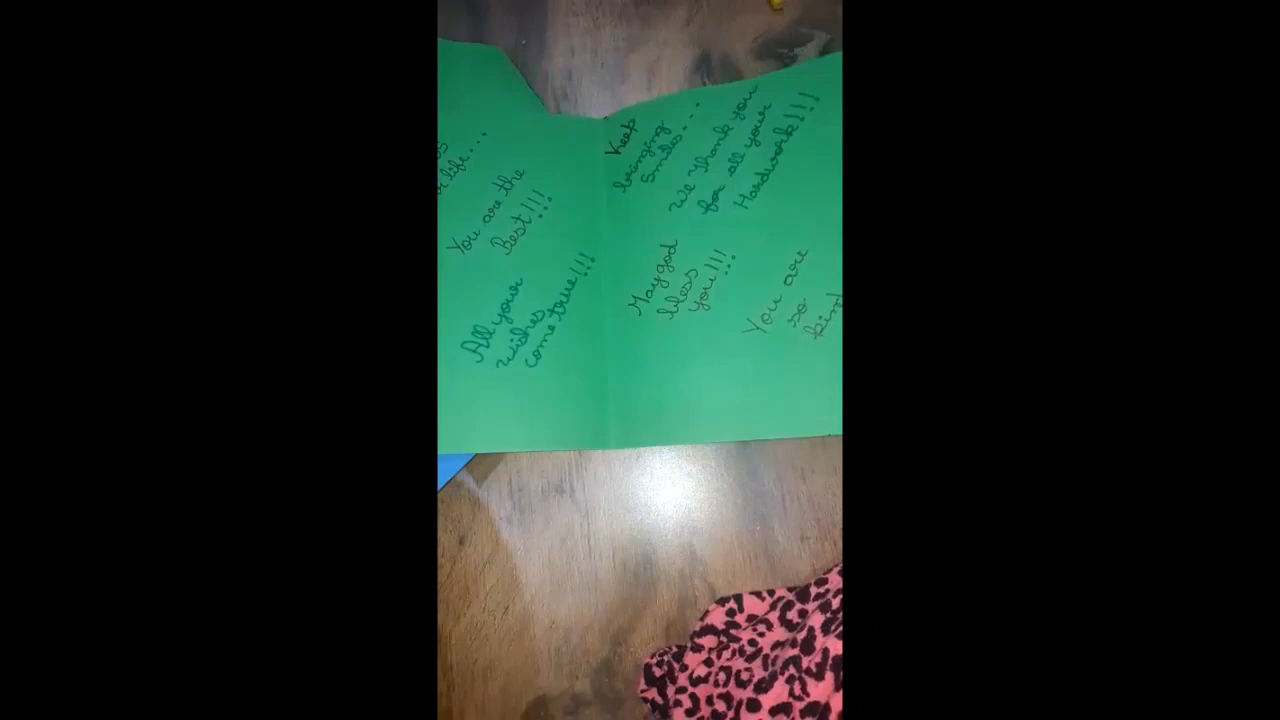 life...
You are the
Best!!!
All your
wishes
come true!!!
Keep
bringing
Smiles...
We Thank you
for all your
Hardwork!!!
May god
bless
you!!!
You are
so